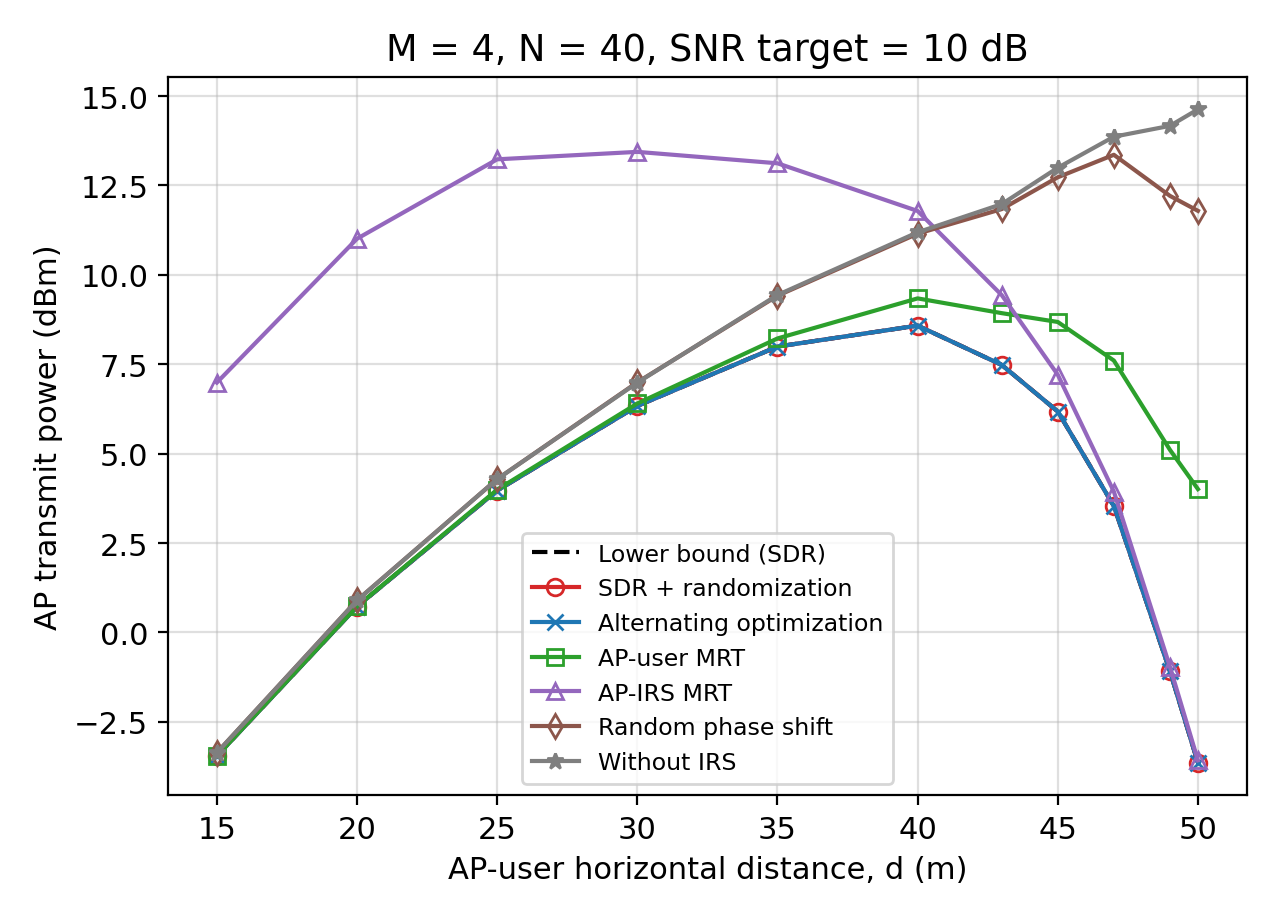 M = 4, N = 40, SNR target = 10 dB
AP transmit power (dBm)
15.0
12.5
10.0
7.5
5.0
2.5
0.0
−2.5
Lower bound (SDR)
SDR + randomization
Alternating optimization
AP-user MRT
AP-IRS MRT
Random phase shift
Without IRS
15 20 25 30 35 40 45 50
AP-user horizontal distance, d (m)